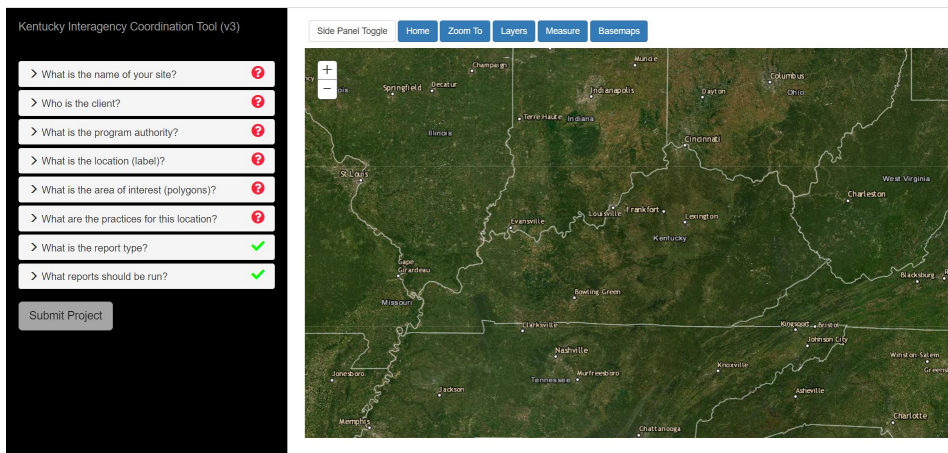 Kentucky Interagency Coordination Tool (v3)
What is the name of your site?
Who is the client?
What is the program authority?
What is the location (label)?
What is the area of interest (polygons)?
What are the practices for this location?
What is the report type?
What reports should be run?
Submit Project
Side Panel Toggle
Home
Zoom To
Layers
Measure
Basemaps
+
−
Champaign
Muncie
Columbus
Springfield
Decatur
Indianapolis
Dayton
Ohio
Terre Haute
Indiana
Illinois
Cincinnati
St Louis
West Virginia
Charleston
Louisville
Frankfort
Lexington
Evansville
Kentucky
Cape
Girardeau
Blacksburg
Bowling Green
Missouri
Clarksville
Kingsport
Bristol
Johnson City
Nashville
Winston-Salem
Knoxville
Jonesboro
Murfreesboro
Tennessee
Greens
Jackson
Asheville
Memphis
Charlotte
Chattanooga